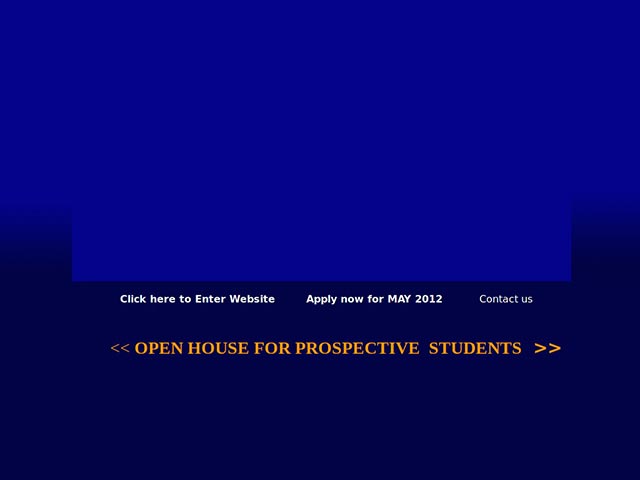 Click here to Enter Website Apply now for MAY 2012 Contact us
<< OPEN HOUSE FOR PROSPECTIVE STUDENTS >>